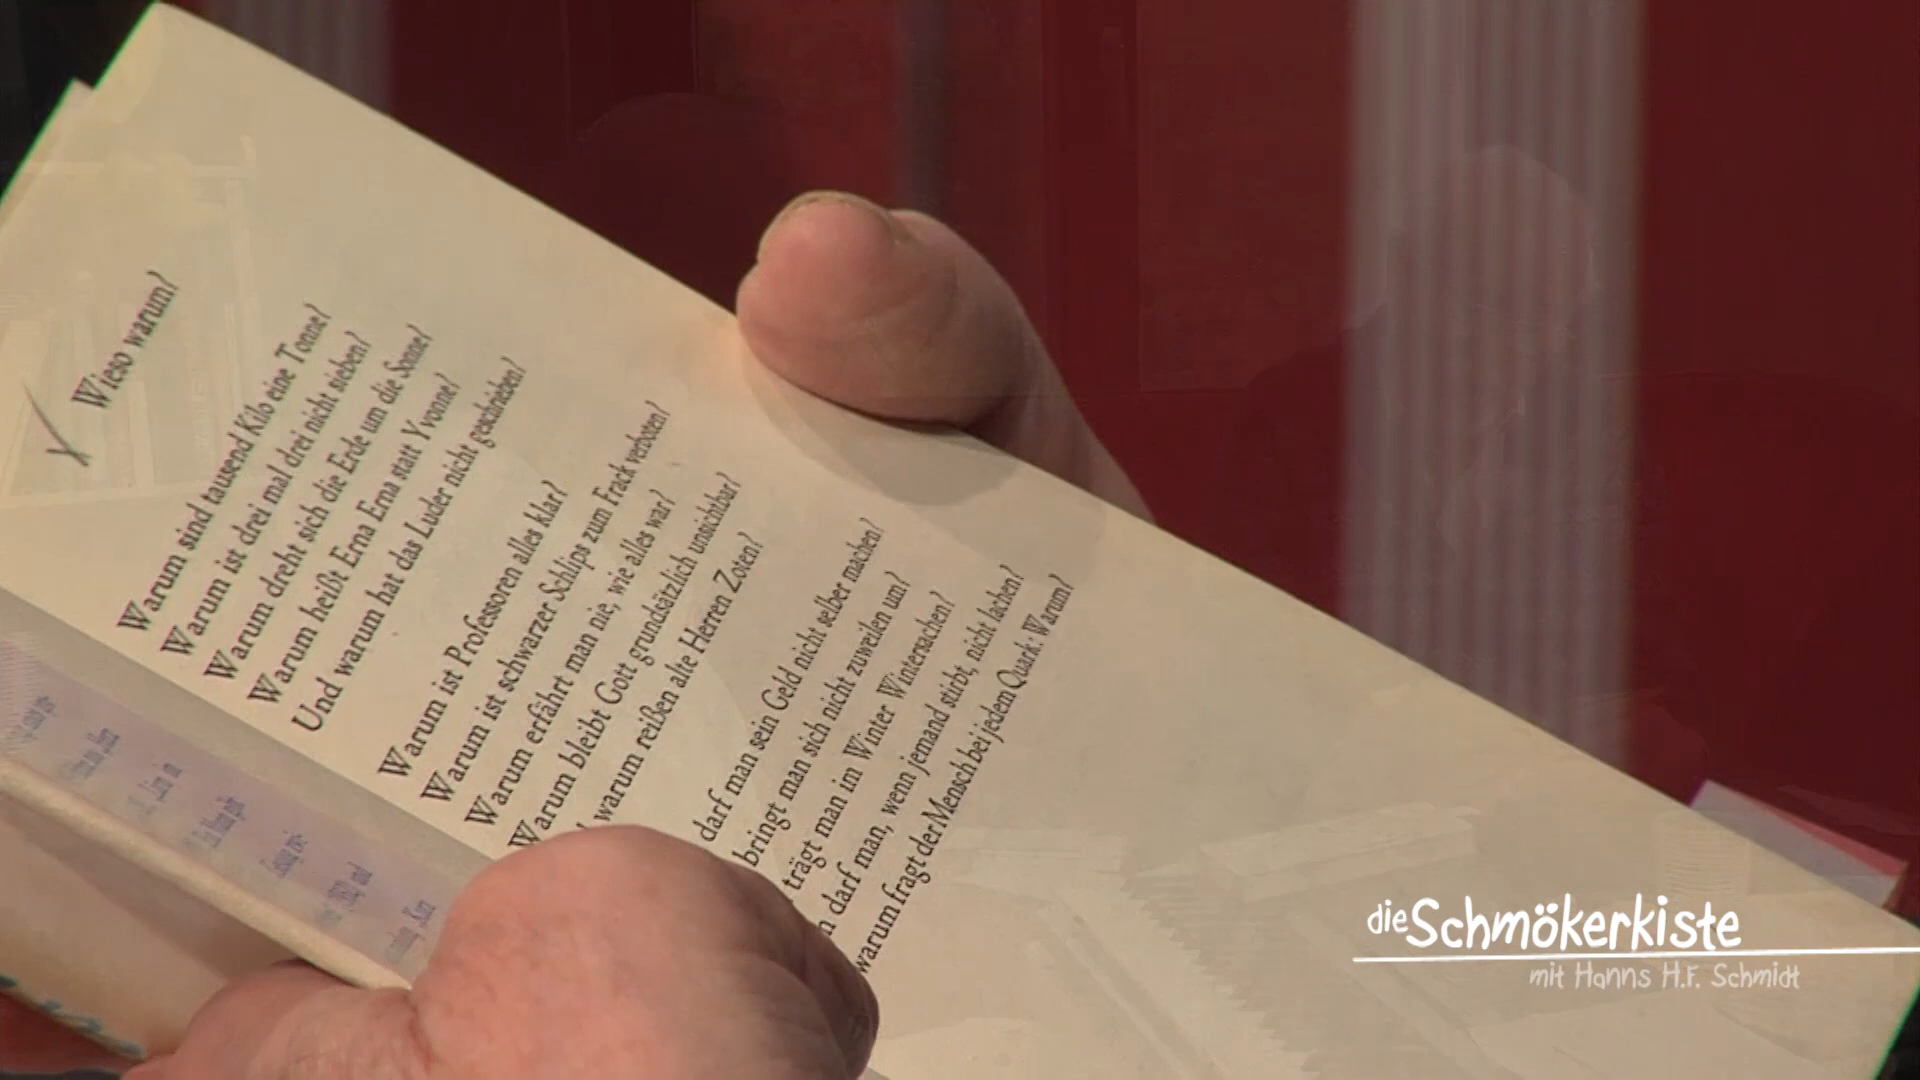 Wieso warum?
Warum sind tausend Kilo eine Tonne?
Warum ist drei mal drei nicht sieben?
Warum dreht sich die Erde um die Sonne?
Warum heißt Erna Erna statt Yvonne?
Und warum hat das Luder nicht geschrieben?
Warum ist Professoren alles klar?
Warum ist schwarzer Schlips zum Frack verboten?
Warum erfährt man nie, wie alles war?
Warum bleibt Gott grundsätzlich unsichtbar?
warum reißen alte Herren Zoten?
darf man sein Geld nicht selber machen?
bringt man sich nicht zuweilen um?
trägt man im Winter Wintersachen?
darf man, wenn jemand stirbt, nicht lachen?
warum fragt der Mensch bei jedem Quark: Warum?
die Schmökerkiste
mit Hanns H.F. Schmidt